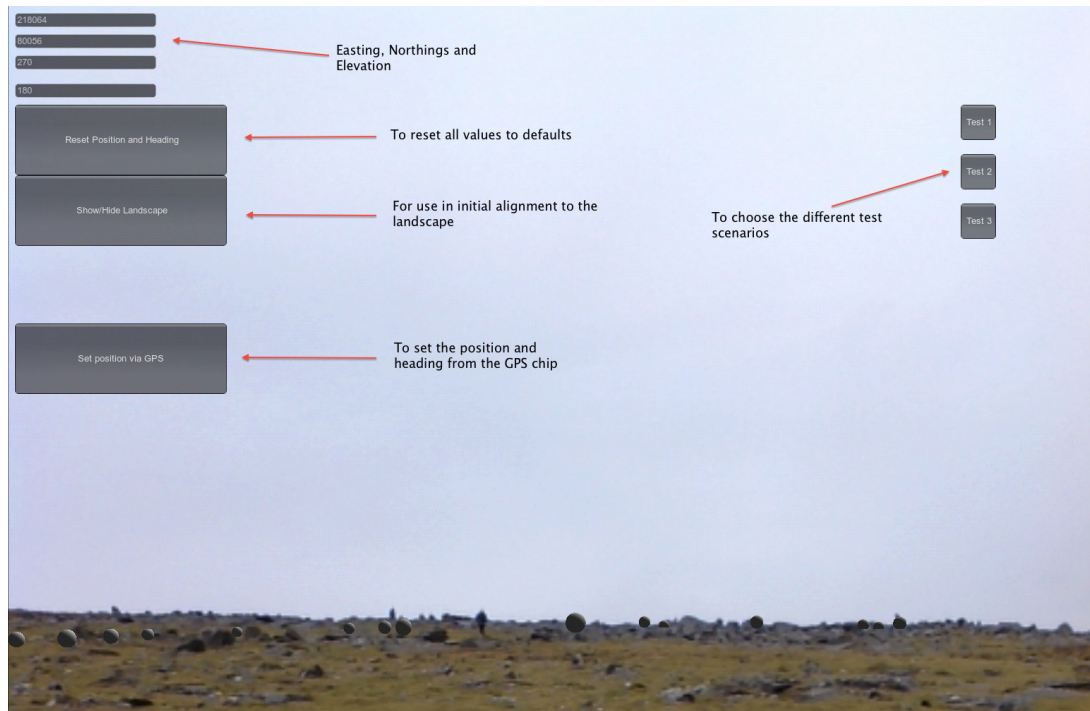 218064
80056
270
180
Easting, Northings and
Elevation
Reset Position and Heading
To reset all values to defaults
Show/Hide Landscape
For use in initial alignment to the
landscape
Test 1
Test 2
Test 3
To choose the different test
scenarios
Set position via GPS
To set the position and
heading from the GPS chip